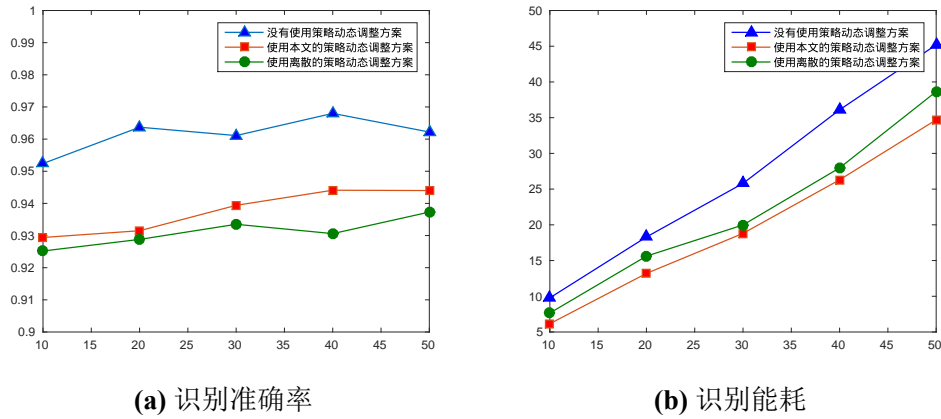 1
0.99
0.98
0.97
0.96
0.95
0.94
0.93
0.92
0.91
0.9
没有使用策略动态调整方案
使用本文的策略动态调整方案
使用离散的策略动态调整方案
10 15 20 25 30 35 40 45 50
(a) 识别准确率
50
45
40
35
30
25
20
15
10
5
没有使用策略动态调整方案
使用本文的策略动态调整方案
使用离散的策略动态调整方案
10 15 20 25 30 35 40 45 50
(b) 识别能耗